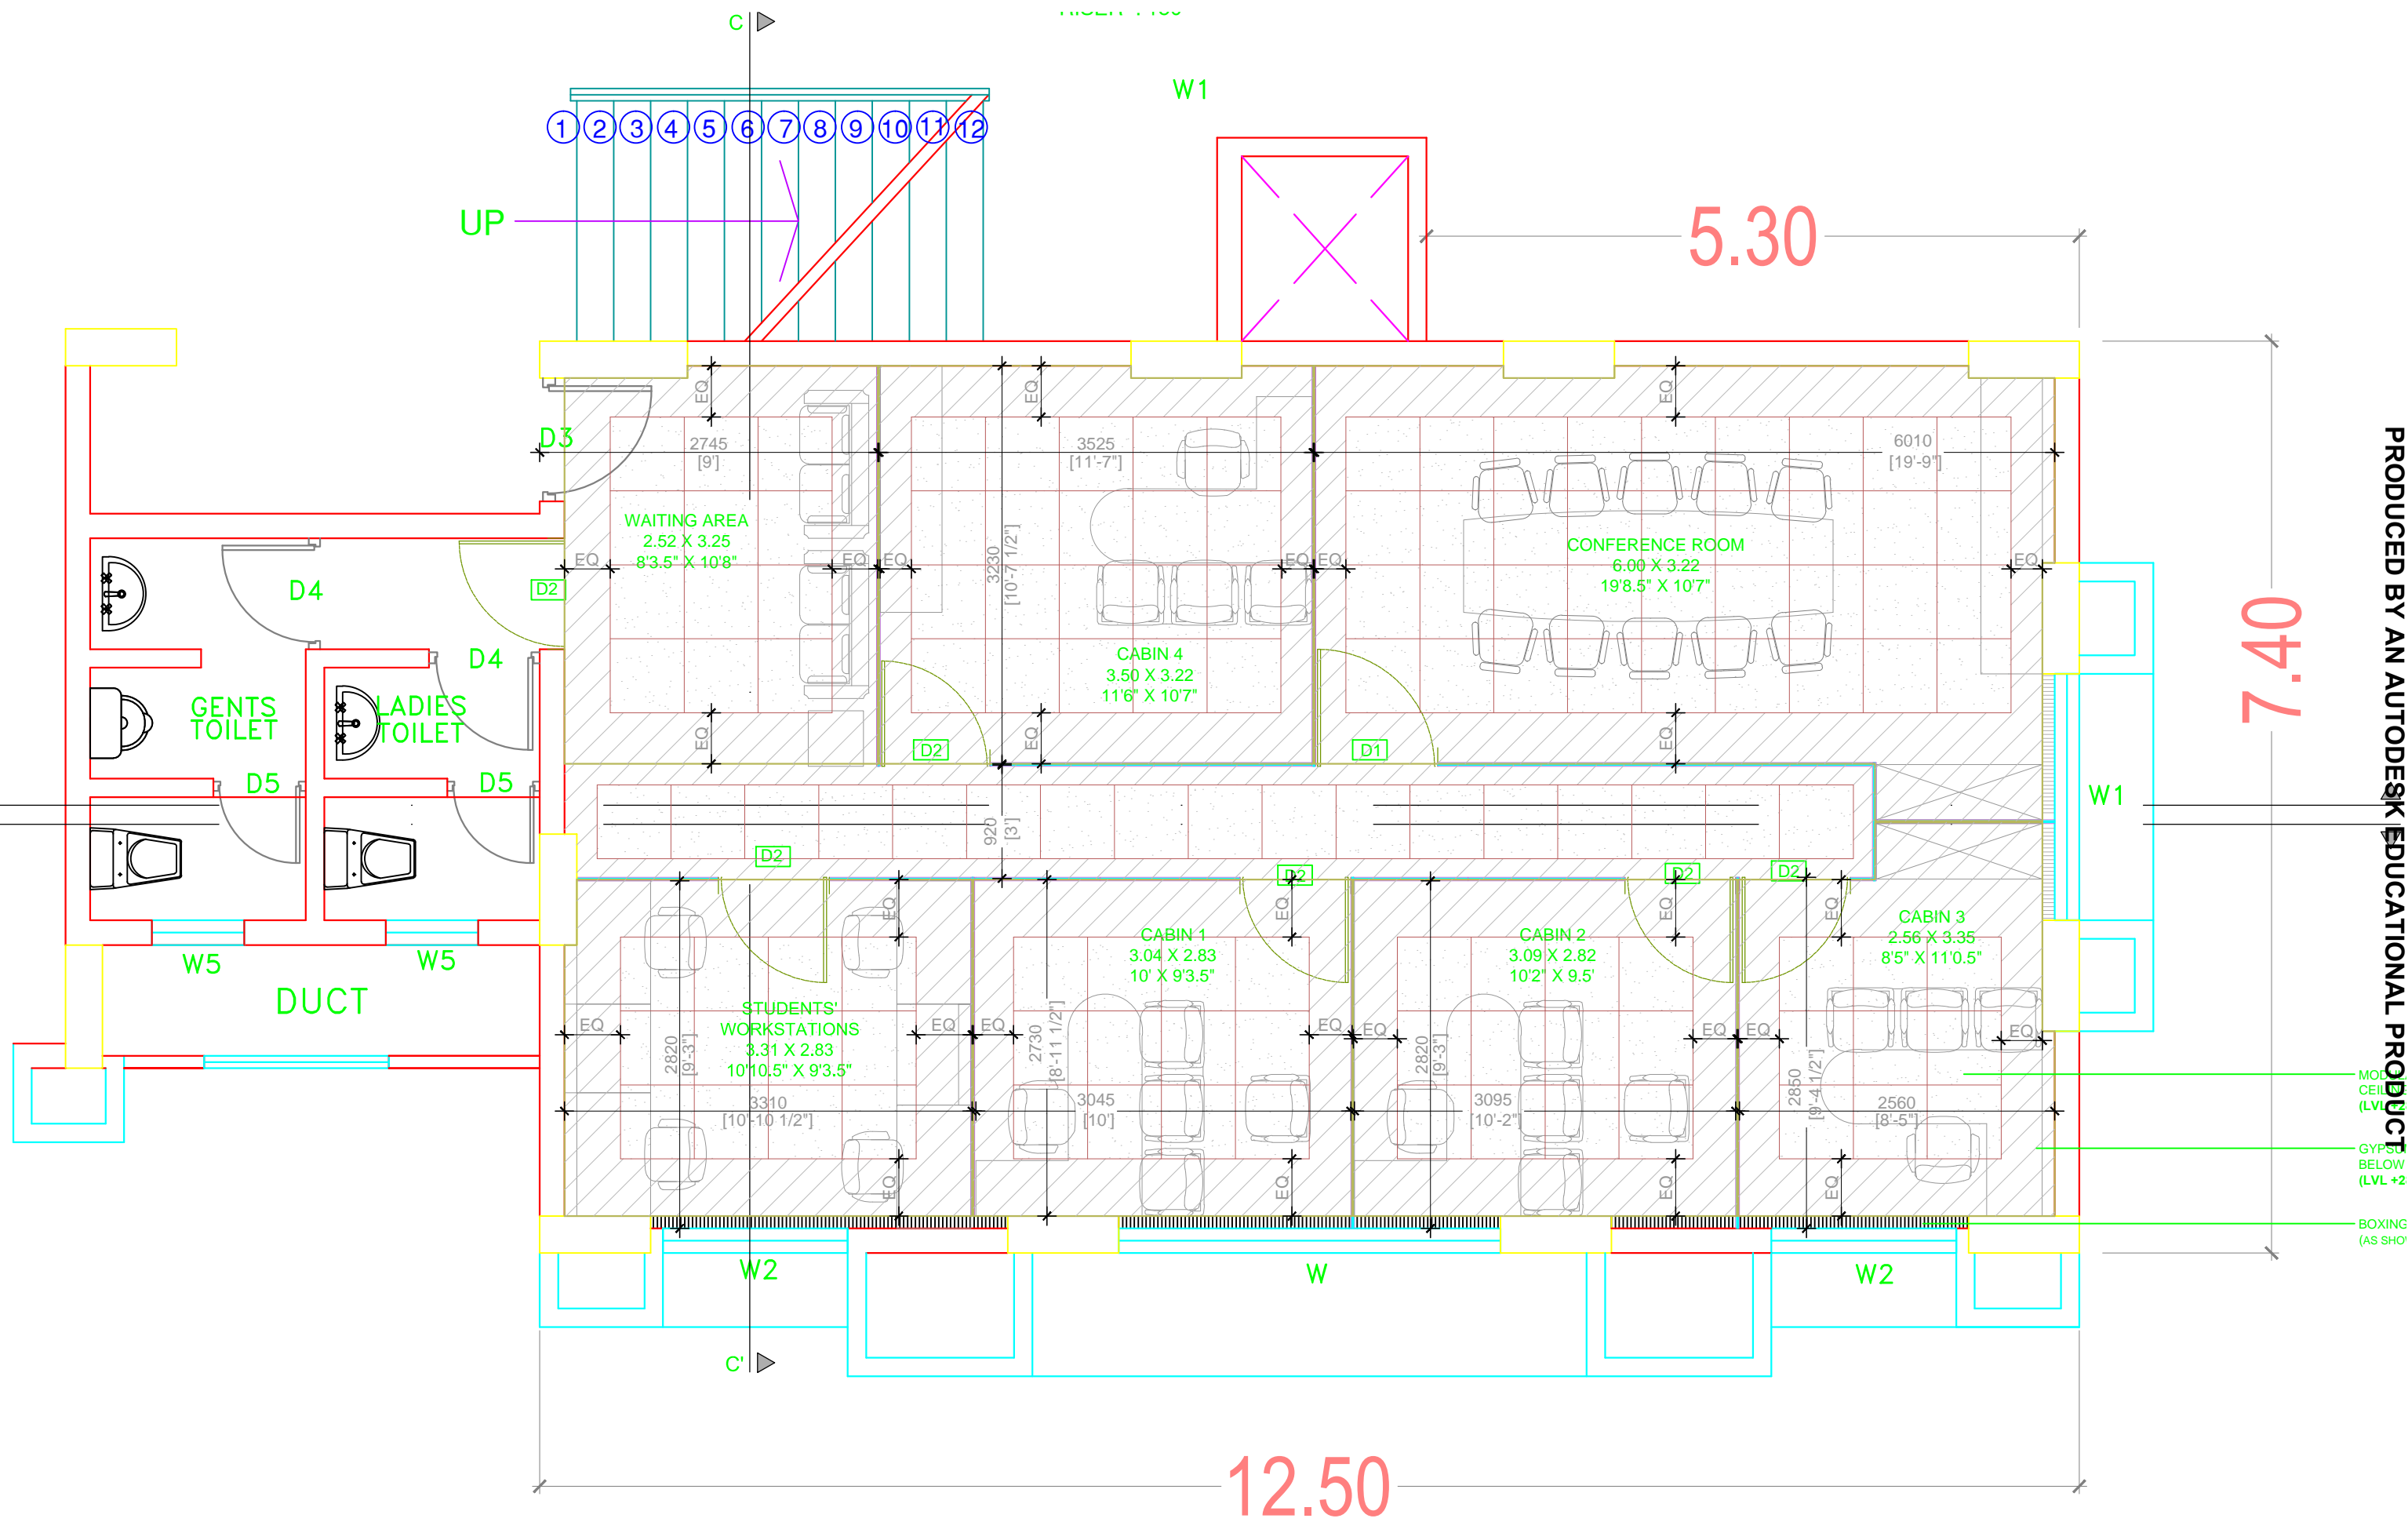 C
W1
1
2
3
4
5
6
7
8
9
10
11
12
UP
5.30
7.40
12.50
D3
2745
[9']
3525
[11'-7"]
6010
[19'-9"]
EQ
EQ
EQ
WAITING AREA
2.52 X 3.25
8'3.5" X 10'8"
EQ
EQ
EQ
EQ
EQ
EQ
3230
[10'-7 1/2"]
CONFERENCE ROOM
6.00 X 3.22
19'8.5" X 10'7"
CABIN 4
3.50 X 3.22
11'6" X 10'7"
D4
D2
D4
GENTS
TOILET
LADIES
TOILET
EQ
EQ
EQ
D2
D1
D5
D5
W1
920
[3']
D2
D2
D2
D2
EQ
EQ
EQ
EQ
CABIN 1
3.04 X 2.83
10' X 9'3.5"
CABIN 2
3.09 X 2.82
10'2" X 9.5'
CABIN 3
2.56 X 3.35
8'5" X 11'0.5"
W5
W5
DUCT
STUDENTS'
WORKSTATIONS
3.31 X 2.83
10'10.5" X 9'3.5"
EQ
EQ
EQ
EQ
EQ
EQ
EQ
EQ
2820
[9'-3"]
2730
[8'-11 1/2"]
2820
[9'-3"]
2850
[9'-4 1/2"]
3310
[10'-10 1/2"]
3045
[10']
3095
[10'-2"]
2560
[8'-5"]
EQ
EQ
EQ
EQ
W2
W
W2
C'
BELOW
(LVL +2
BOXING
(AS SHO
PRODUCED BY AN AUTODESK EDUCATIONAL PRODUCT